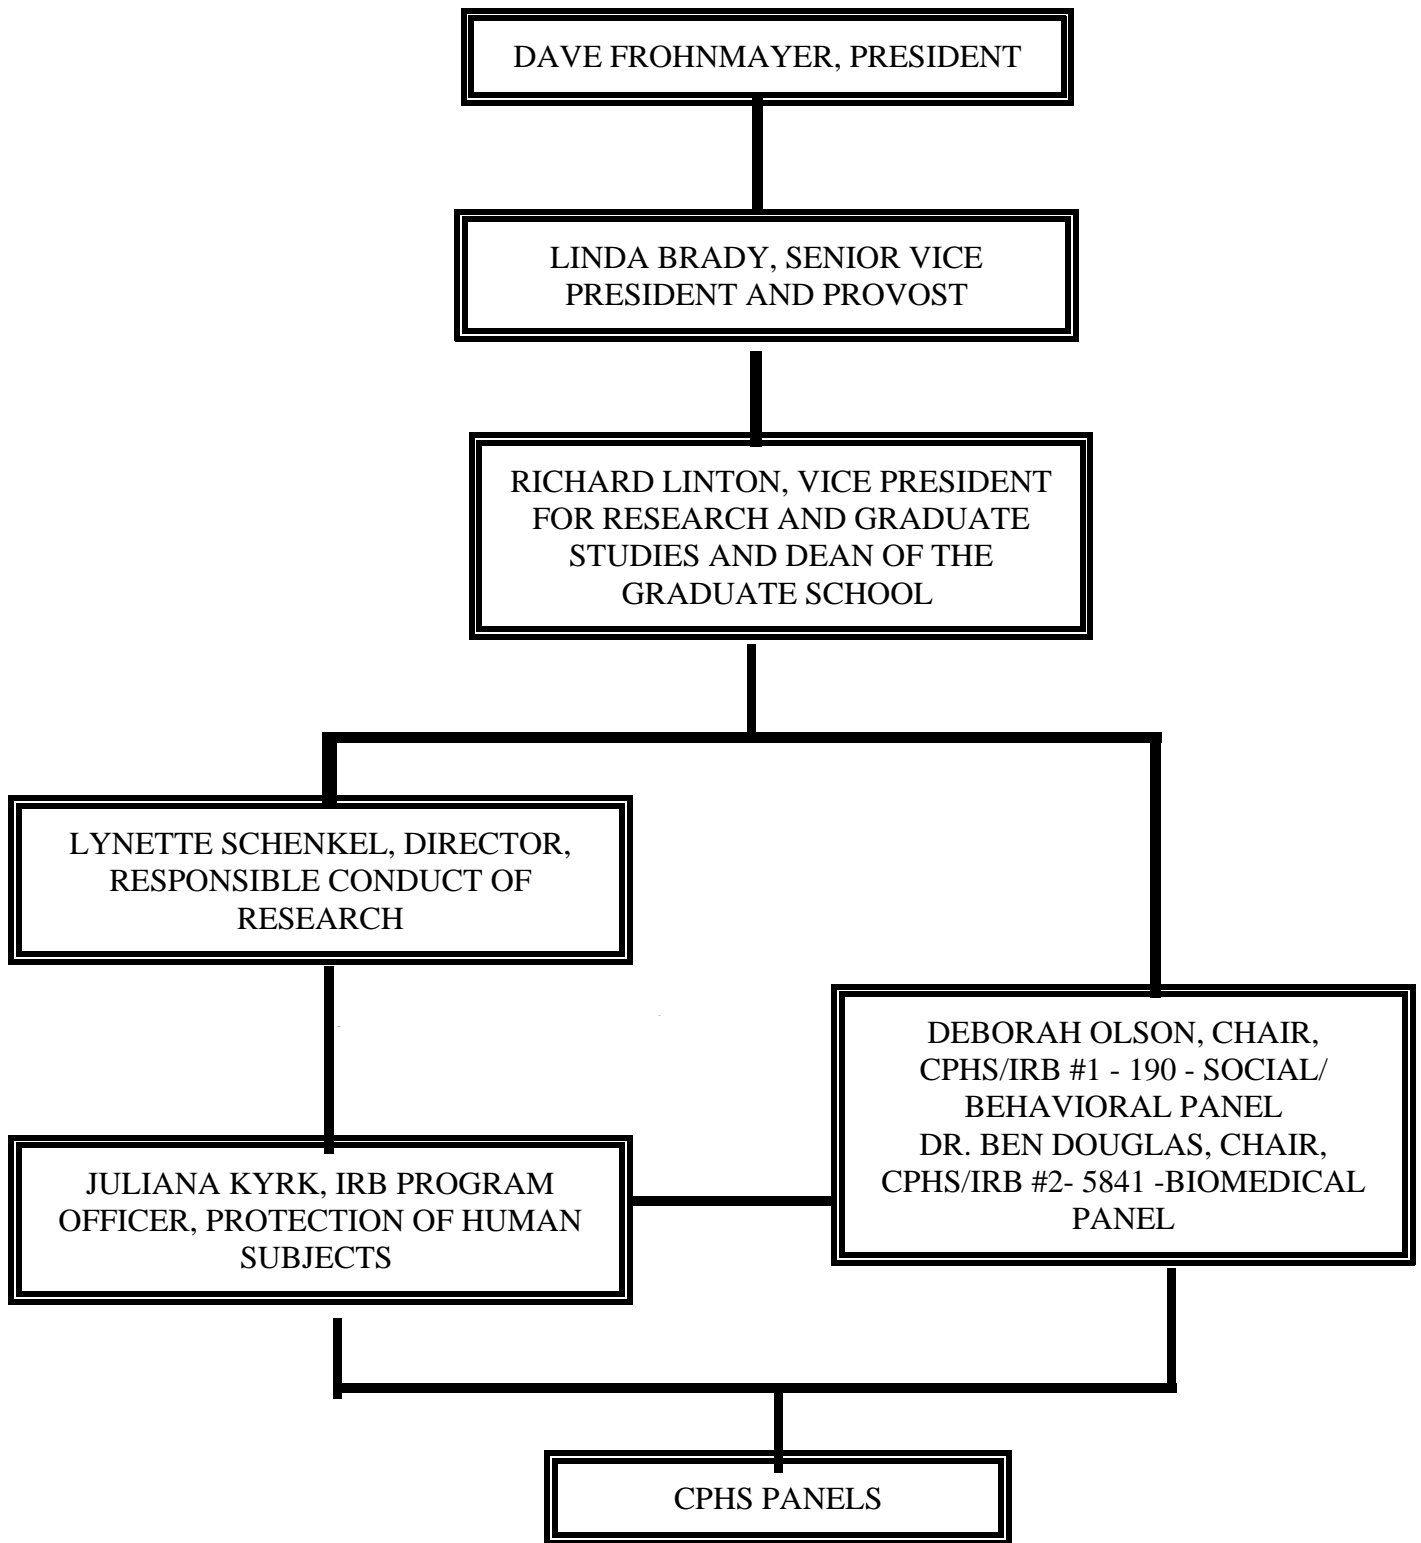 DAVE FROHNMAYER, PRESIDENT
LINDA BRADY, SENIOR VICE
PRESIDENT AND PROVOST
RICHARD LINTON, VICE PRESIDENT
FOR RESEARCH AND GRADUATE
STUDIES AND DEAN OF THE
GRADUATE SCHOOL
LYNETTE SCHENKEL, DIRECTOR,
RESPONSIBLE CONDUCT OF
RESEARCH
DEBORAH OLSON, CHAIR,
CPHS/IRB #1 - 190 - SOCIAL/
BEHAVIORAL PANEL
DR. BEN DOUGLAS, CHAIR,
CPHS/IRB #2- 5841 -BIOMEDICAL
PANEL
JULIANA KYRK, IRB PROGRAM
OFFICER, PROTECTION OF HUMAN
SUBJECTS
CPHS PANELS